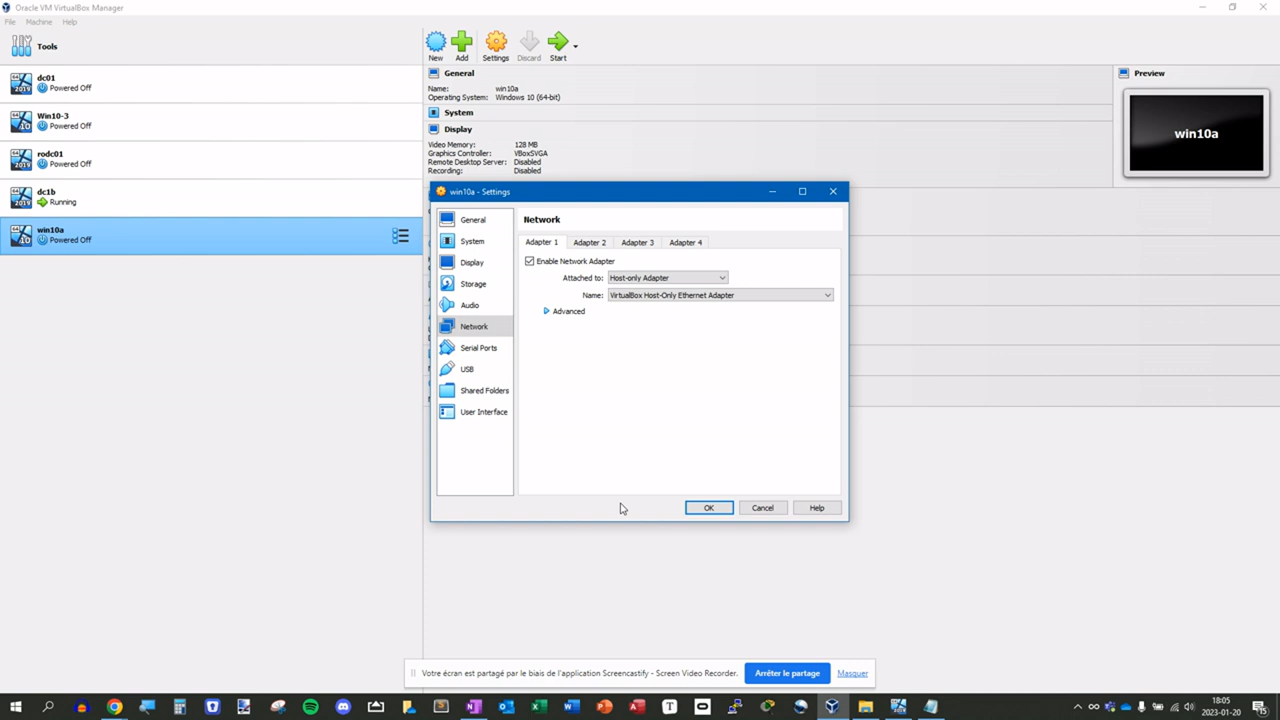 Oracle VM VirtualBox Manager
File Machine Help
Tools
New Add Settings Discard Start
dc01
Powered Off
Win10-3
Powered Off
rodc01
Powered Off
dc1b
Running
win10a
Powered Off
General
Name: win10a
Operating System: Windows 10 (64-bit)
System
Display
Video Memory: 128 MB
Graphics Controller: VBoxSVGA
Remote Desktop Server: Disabled
Recording: Disabled
Preview
win10a
win10a - Settings
General
System
Display
Storage
Audio
Network
Serial Ports
USB
Shared Folders
User Interface
Network
Adapter 1 Adapter 2 Adapter 3 Adapter 4
Enable Network Adapter
Attached to: Host-only Adapter
Name: VirtualBox Host-Only Ethernet Adapter
Advanced
OK Cancel Help
Votre écran est partagé par le biais de l'application Screencastify - Screen Video Recorder. Arrêter le partage Masquer
18:05
2023-01-20